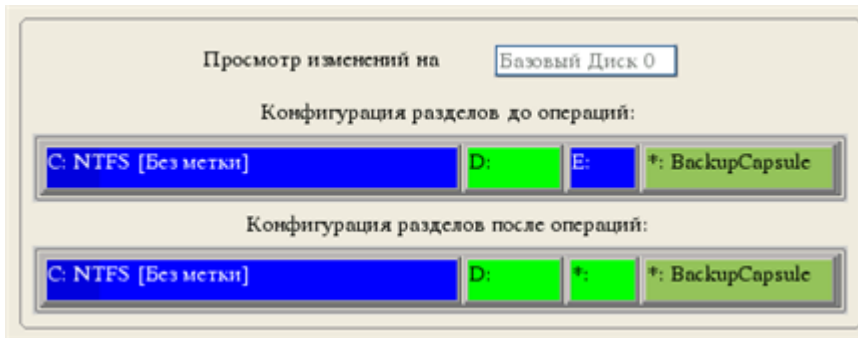 Просмотр изменений на Базовый Диск 0
Конфигурация разделов до операций:
C: NTFS [Без метки] D: E: *: BackupCapsule
Конфигурация разделов после операций:
C: NTFS [Без метки] D: *: *: BackupCapsule